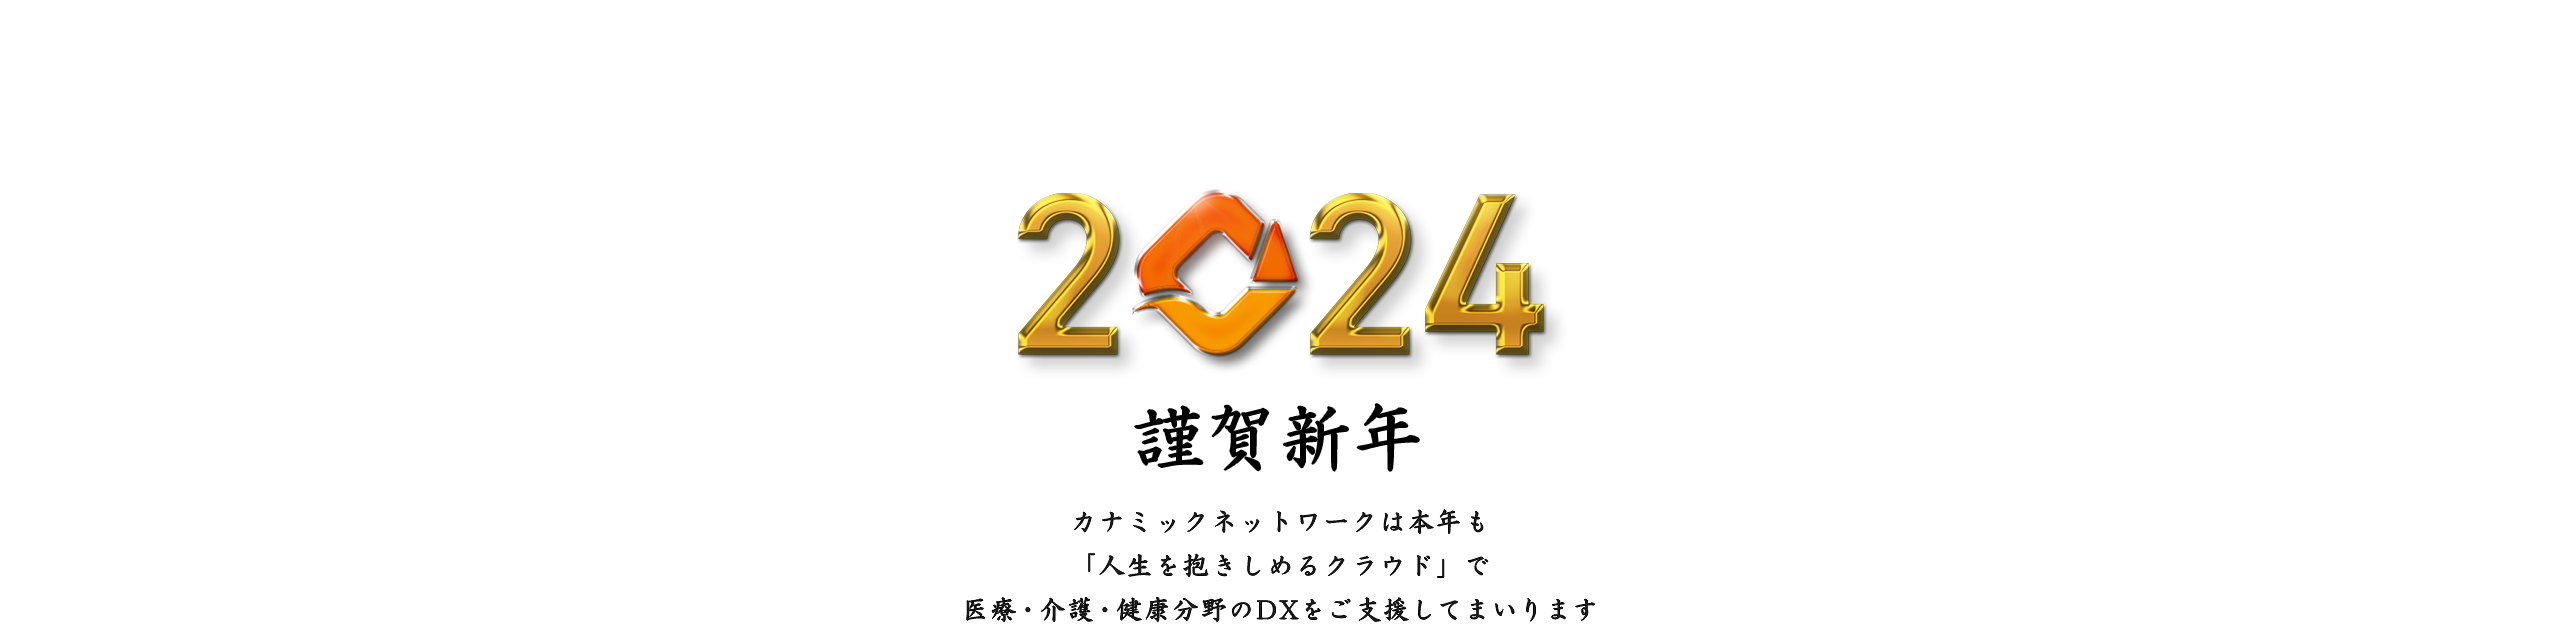 2024
謹賀新年
カナミックネットワークは本年も
「人生を抱きしめるクラウド」で
医療・介護・健康分野のDXをご支援してまいります